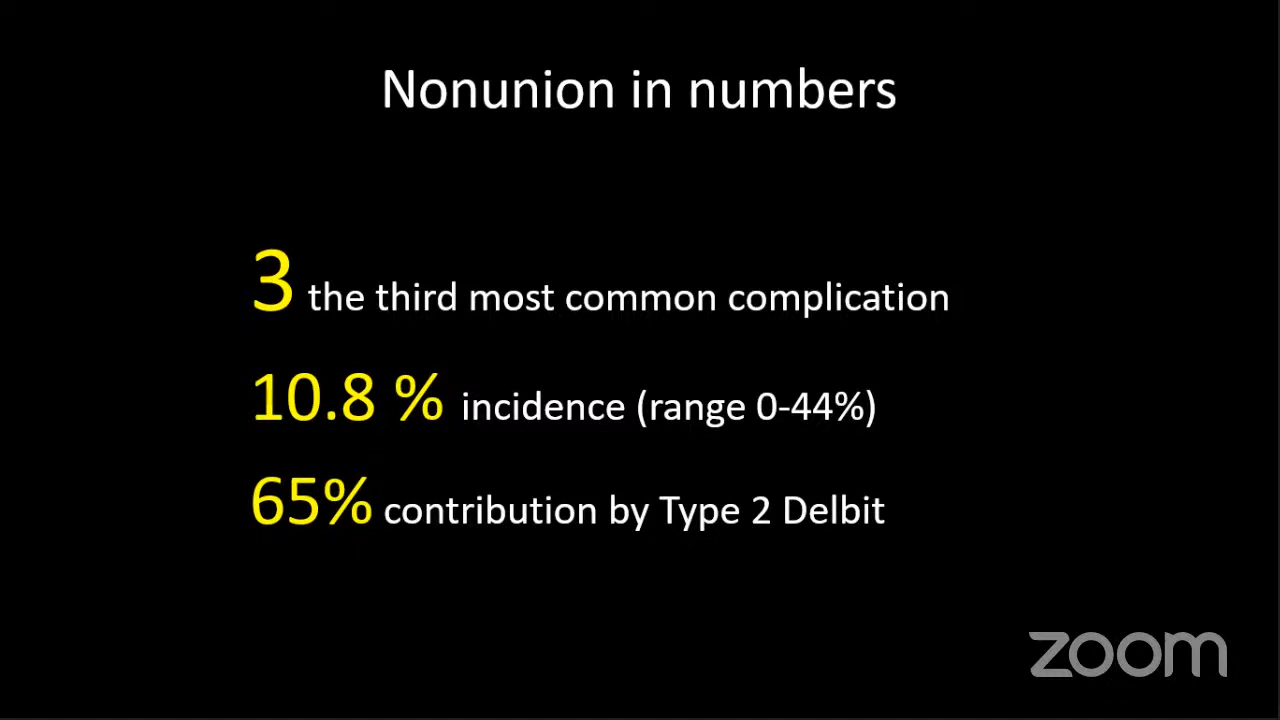 Nonunion in numbers
3 the third most common complication
10.8 % incidence (range 0-44%)
65% contribution by Type 2 Delbit
zoom